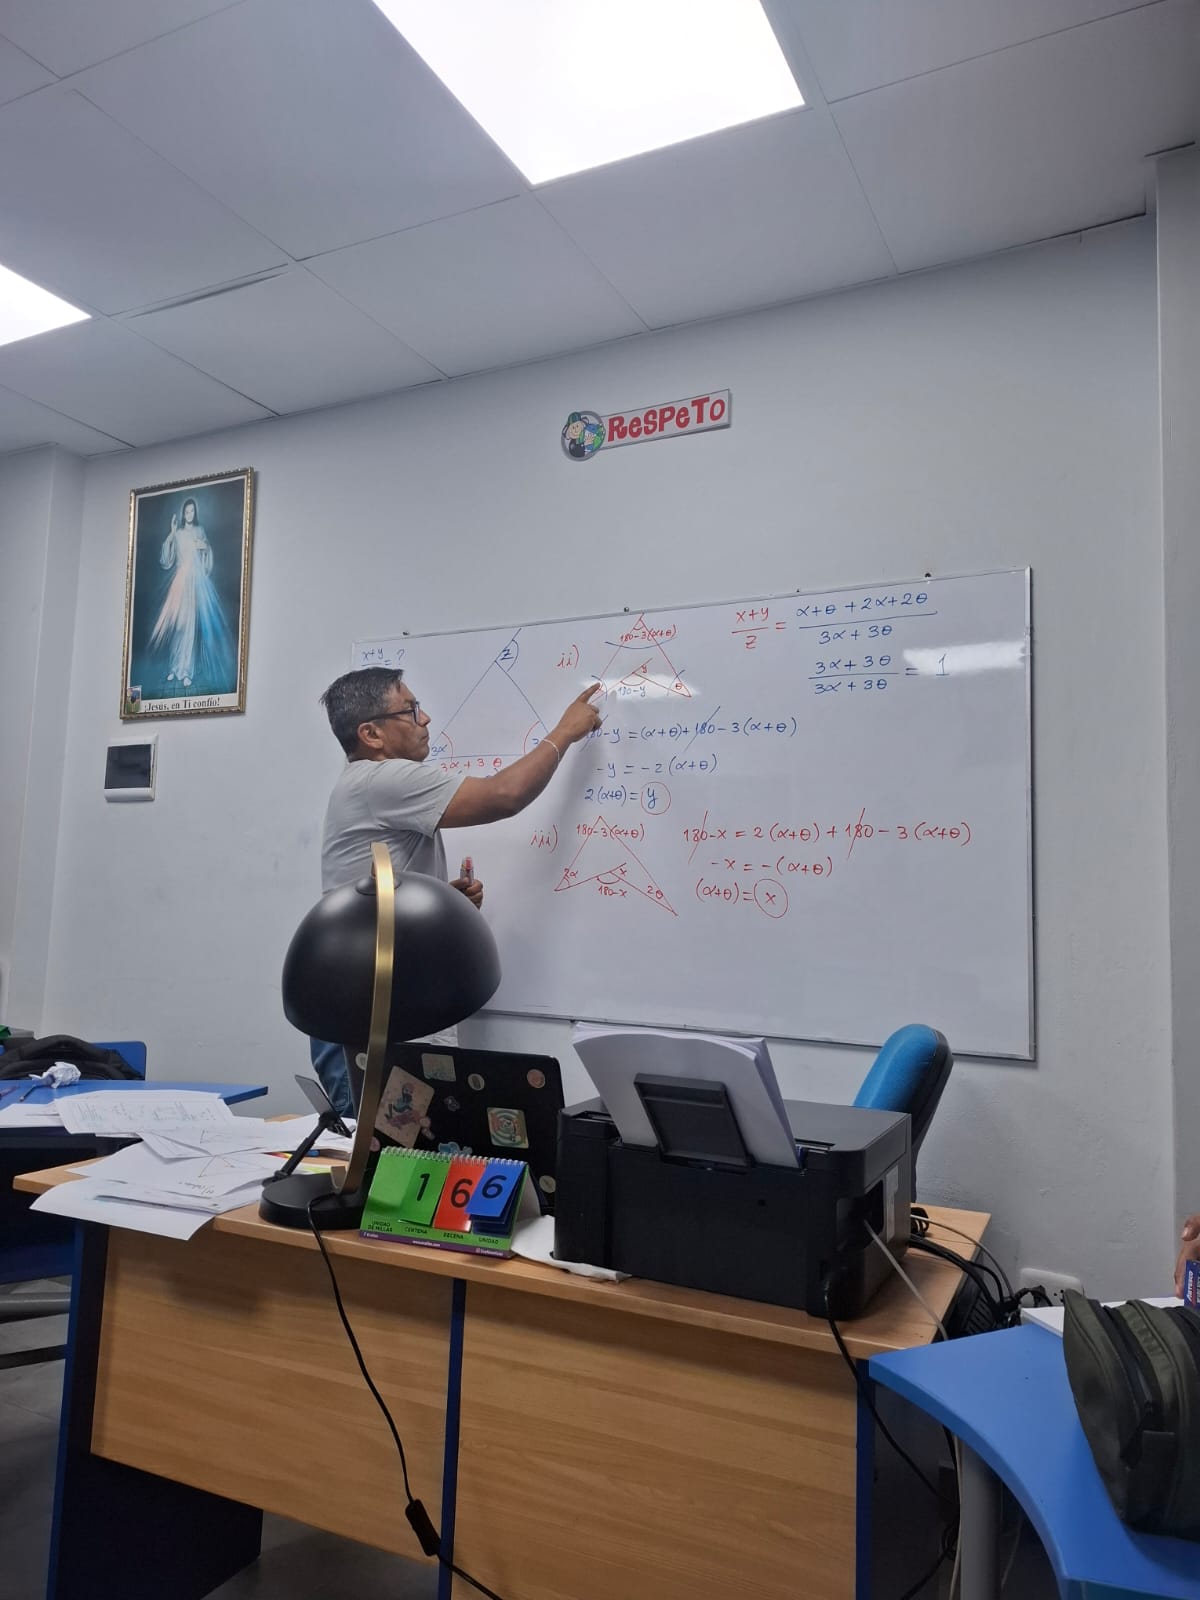 ReSPeTo
¡Jesús, en Ti confío!
x+y
= ?
z
3α
3α + 3θ
ii)
180-3(α+θ)
y
180-y
θ
-y = (α+θ)+180-3(α+θ)
-y = -2(α+θ)
2(α+θ)= y
iii)
180-3(α+θ)
2α
x
180-x
2θ
180-x = 2(α+θ)+180-3(α+θ)
-x = -(α+θ)
(α+θ)= x
x+y
z
=
α+θ+2α+2θ
3α+3θ
3α+3θ
3α+3θ
= 1
1 6 6
UNIDAD DE MILLAR
CENTENA
DECENA
UNIDAD